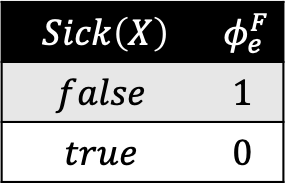 Sick(X) ϕ_e^F
false 1
true 0